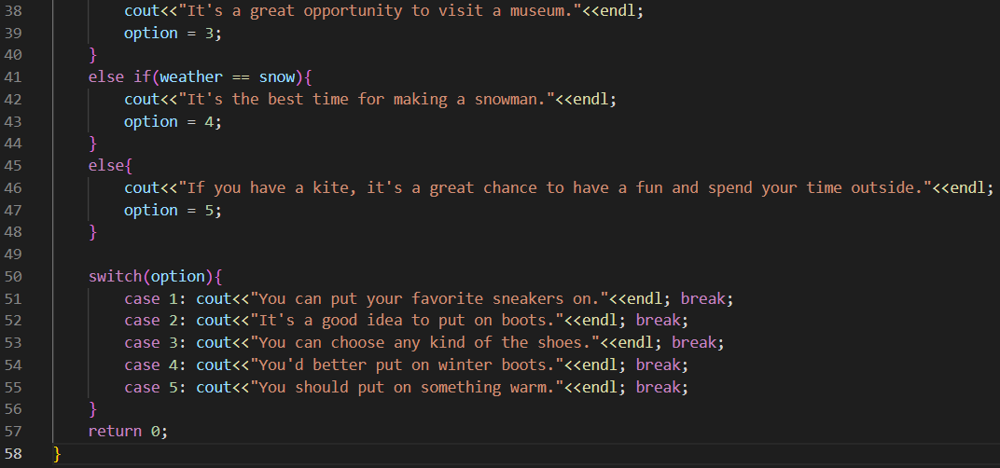 38 cout<<"It's a great opportunity to visit a museum."<<endl;
39 option = 3;
40 }
41 else if(weather == snow){
42 cout<<"It's the best time for making a snowman."<<endl;
43 option = 4;
44 }
45 else{
46 cout<<"If you have a kite, it's a great chance to have a fun and spend your time outside."<<endl;
47 option = 5;
48 }
49
50 switch(option){
51 case 1: cout<<"You can put your favorite sneakers on."<<endl; break;
52 case 2: cout<<"It's a good idea to put on boots."<<endl; break;
53 case 3: cout<<"You can choose any kind of the shoes."<<endl; break;
54 case 4: cout<<"You'd better put on winter boots."<<endl; break;
55 case 5: cout<<"You should put on something warm."<<endl; break;
56 }
57 return 0;
58 }